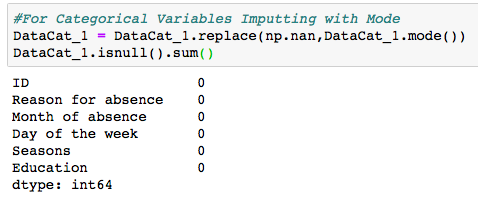 #For Categorical Variables Imputting with Mode
DataCat_1 = DataCat_1.replace(np.nan,DataCat_1.mode())
DataCat_1.isnull().sum()
ID 0
Reason for absence 0
Month of absence 0
Day of the week 0
Seasons 0
Education 0
dtype: int64